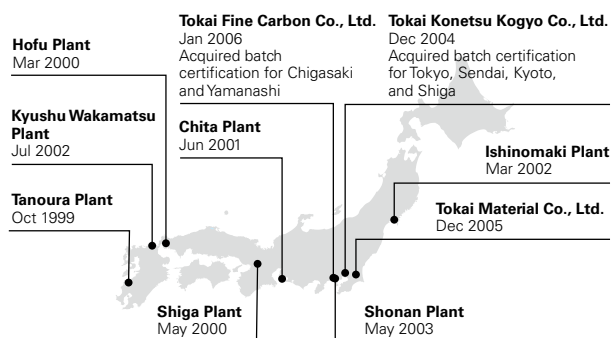 Hofu Plant
Mar 2000
Tokai Fine Carbon Co., Ltd.
Jan 2006
Acquired batch
certification for Chigasaki
and Yamanashi
Tokai Konetsu Kogyo Co., Ltd.
Dec 2004
Acquired batch certification
for Tokyo, Sendai, Kyoto,
and Shiga
Kyushu Wakamatsu
Plant
Jul 2002
Chita Plant
Jun 2001
Ishinomaki Plant
Mar 2002
Tanoura Plant
Oct 1999
Tokai Material Co., Ltd.
Dec 2005
Shiga Plant
May 2000
Shonan Plant
May 2003